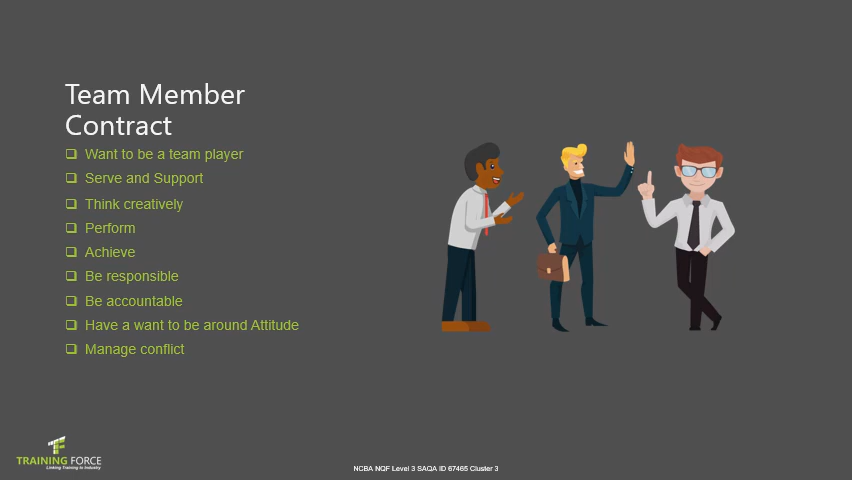 Team Member
Contract
❑ Want to be a team player
❑ Serve and Support
❑ Think creatively
❑ Perform
❑ Achieve
❑ Be responsible
❑ Be accountable
❑ Have a want to be around Attitude
❑ Manage conflict
TRAINING FORCE
Linking Training to Industry
NCBA NQF Level 3 SAQA ID 67465 Cluster 3